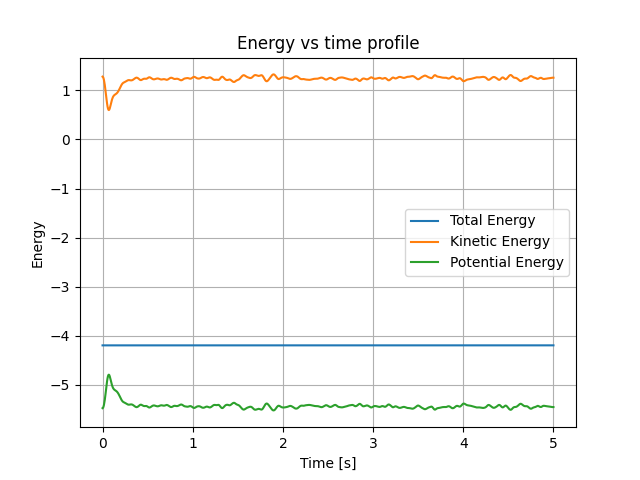 Energy vs time profile
1
0
−1
−2
−3
−4
−5
Energy
Total Energy
Kinetic Energy
Potential Energy
0 1 2 3 4 5
Time [s]